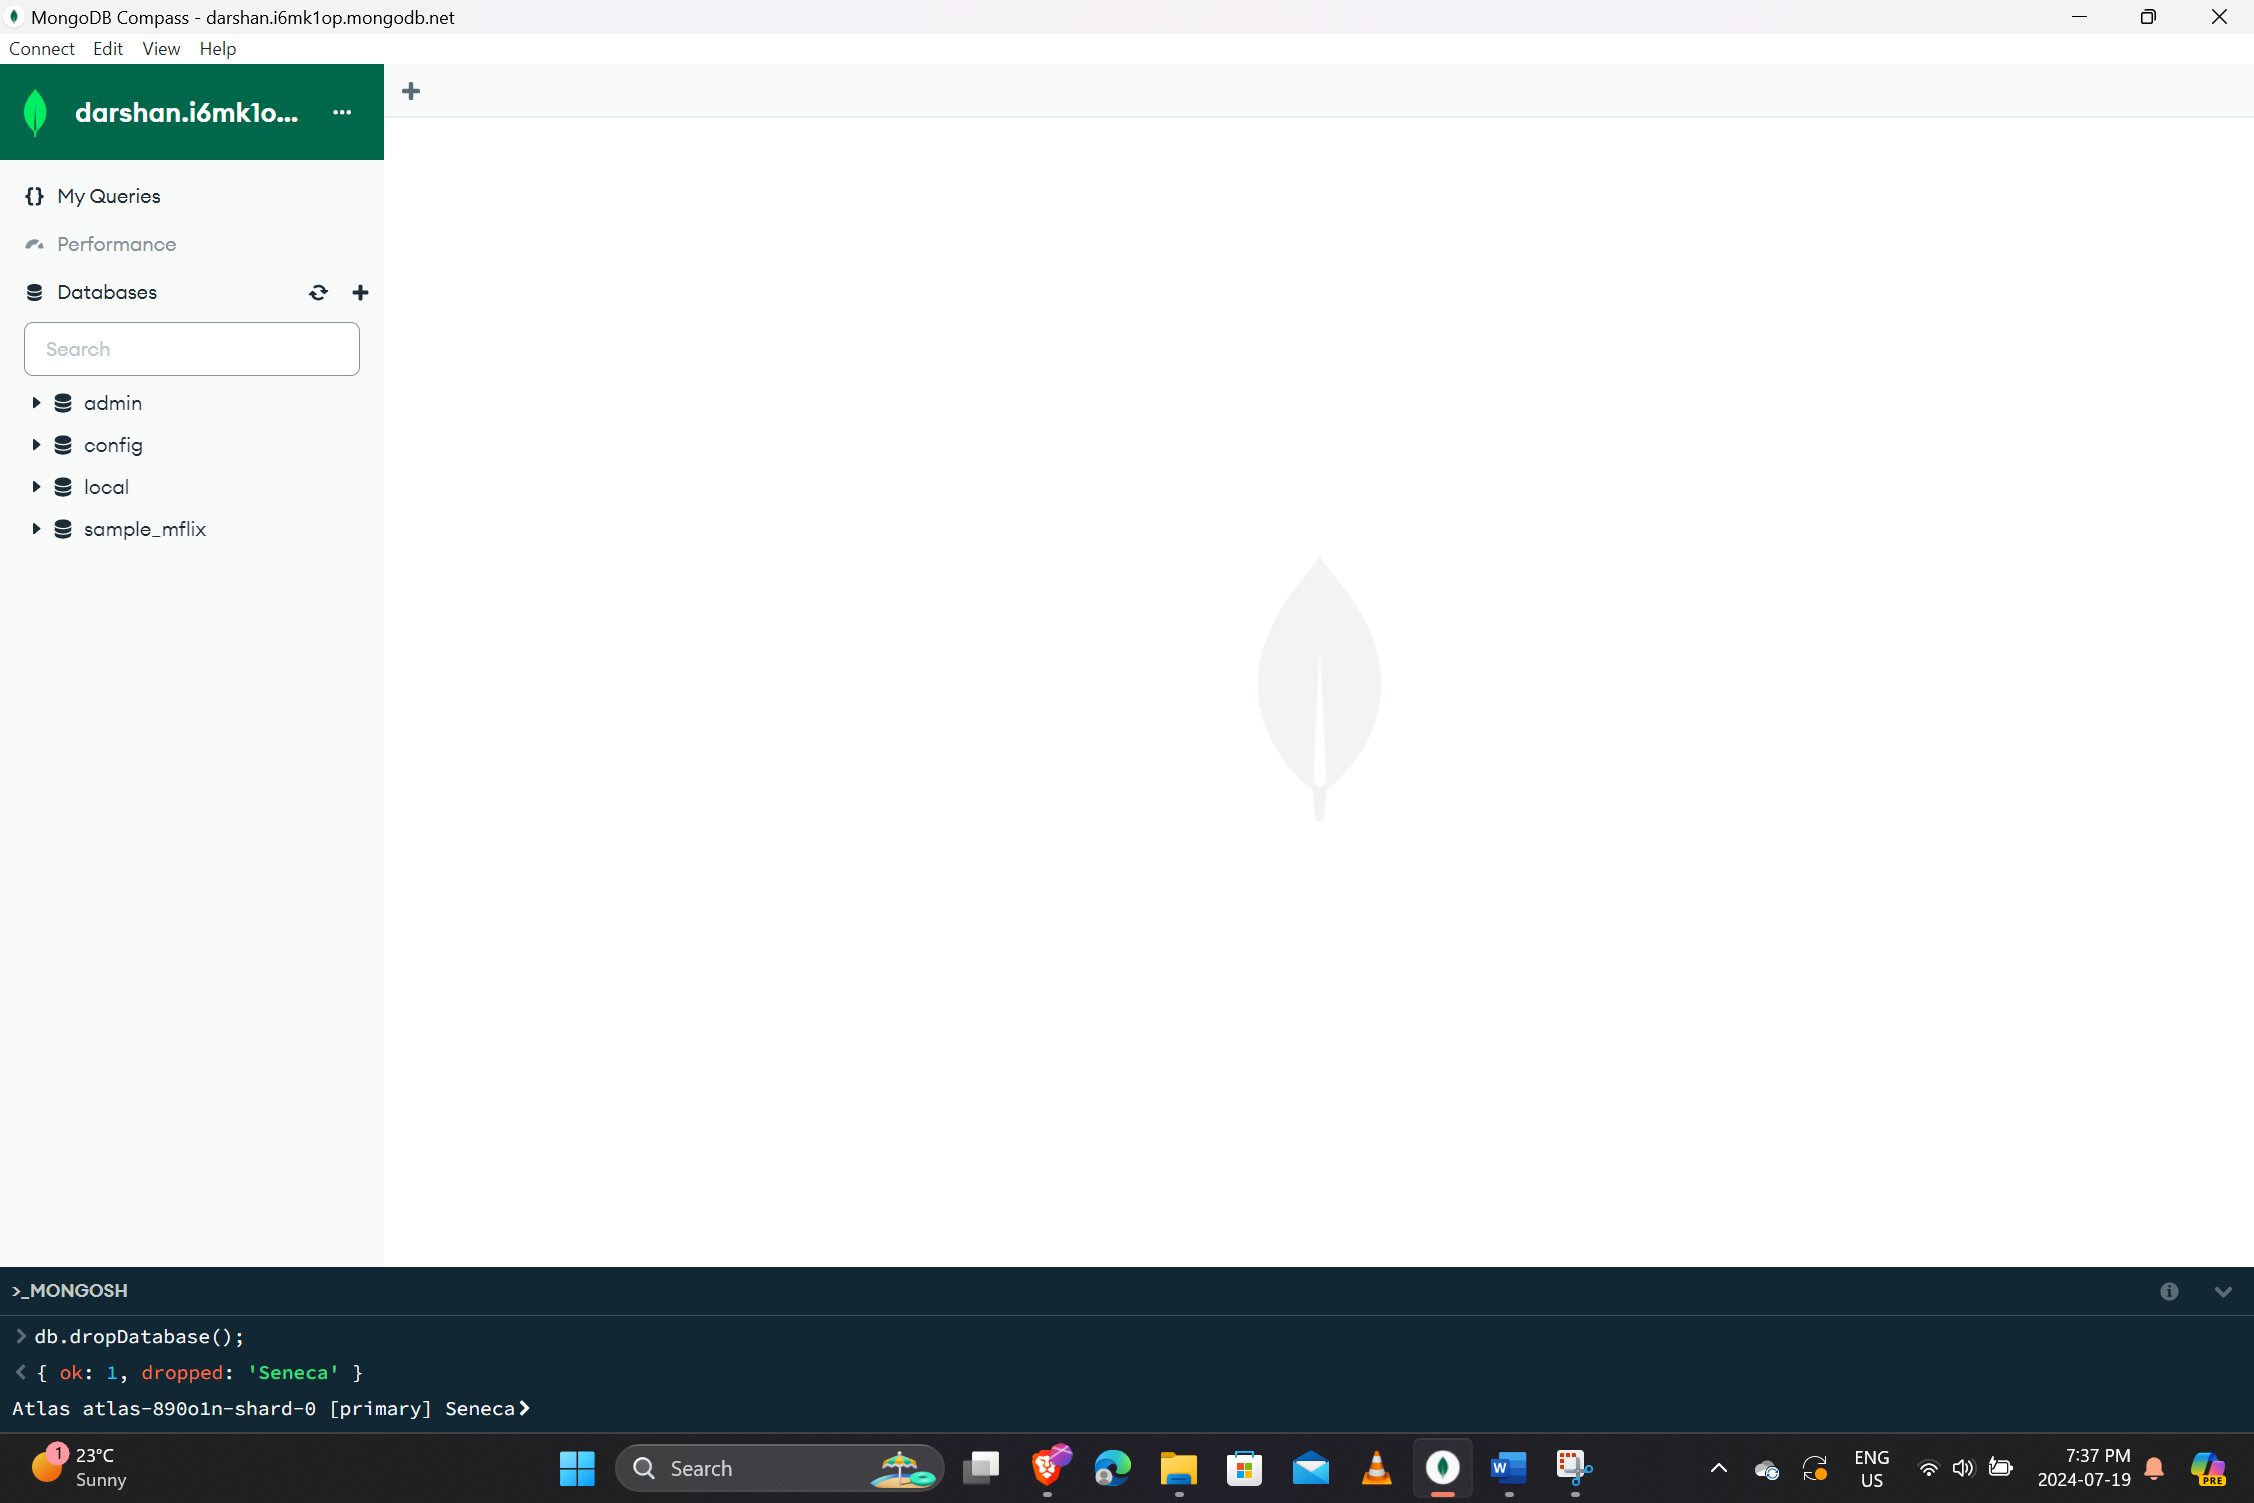 MongoDB Compass - darshan.i6mk1op.mongodb.net
Connect Edit View Help
darshan.i6mk1o...
{} My Queries
Performance
Databases
Search
admin
config
local
sample_mflix
>_MONGOSH
> db.dropDatabase();
< { ok: 1, dropped: 'Seneca' }
Atlas atlas-890o1n-shard-0 [primary] Seneca>
1
23°C
Sunny
Search
W
ENG
US
7:37 PM
2024-07-19
PRE